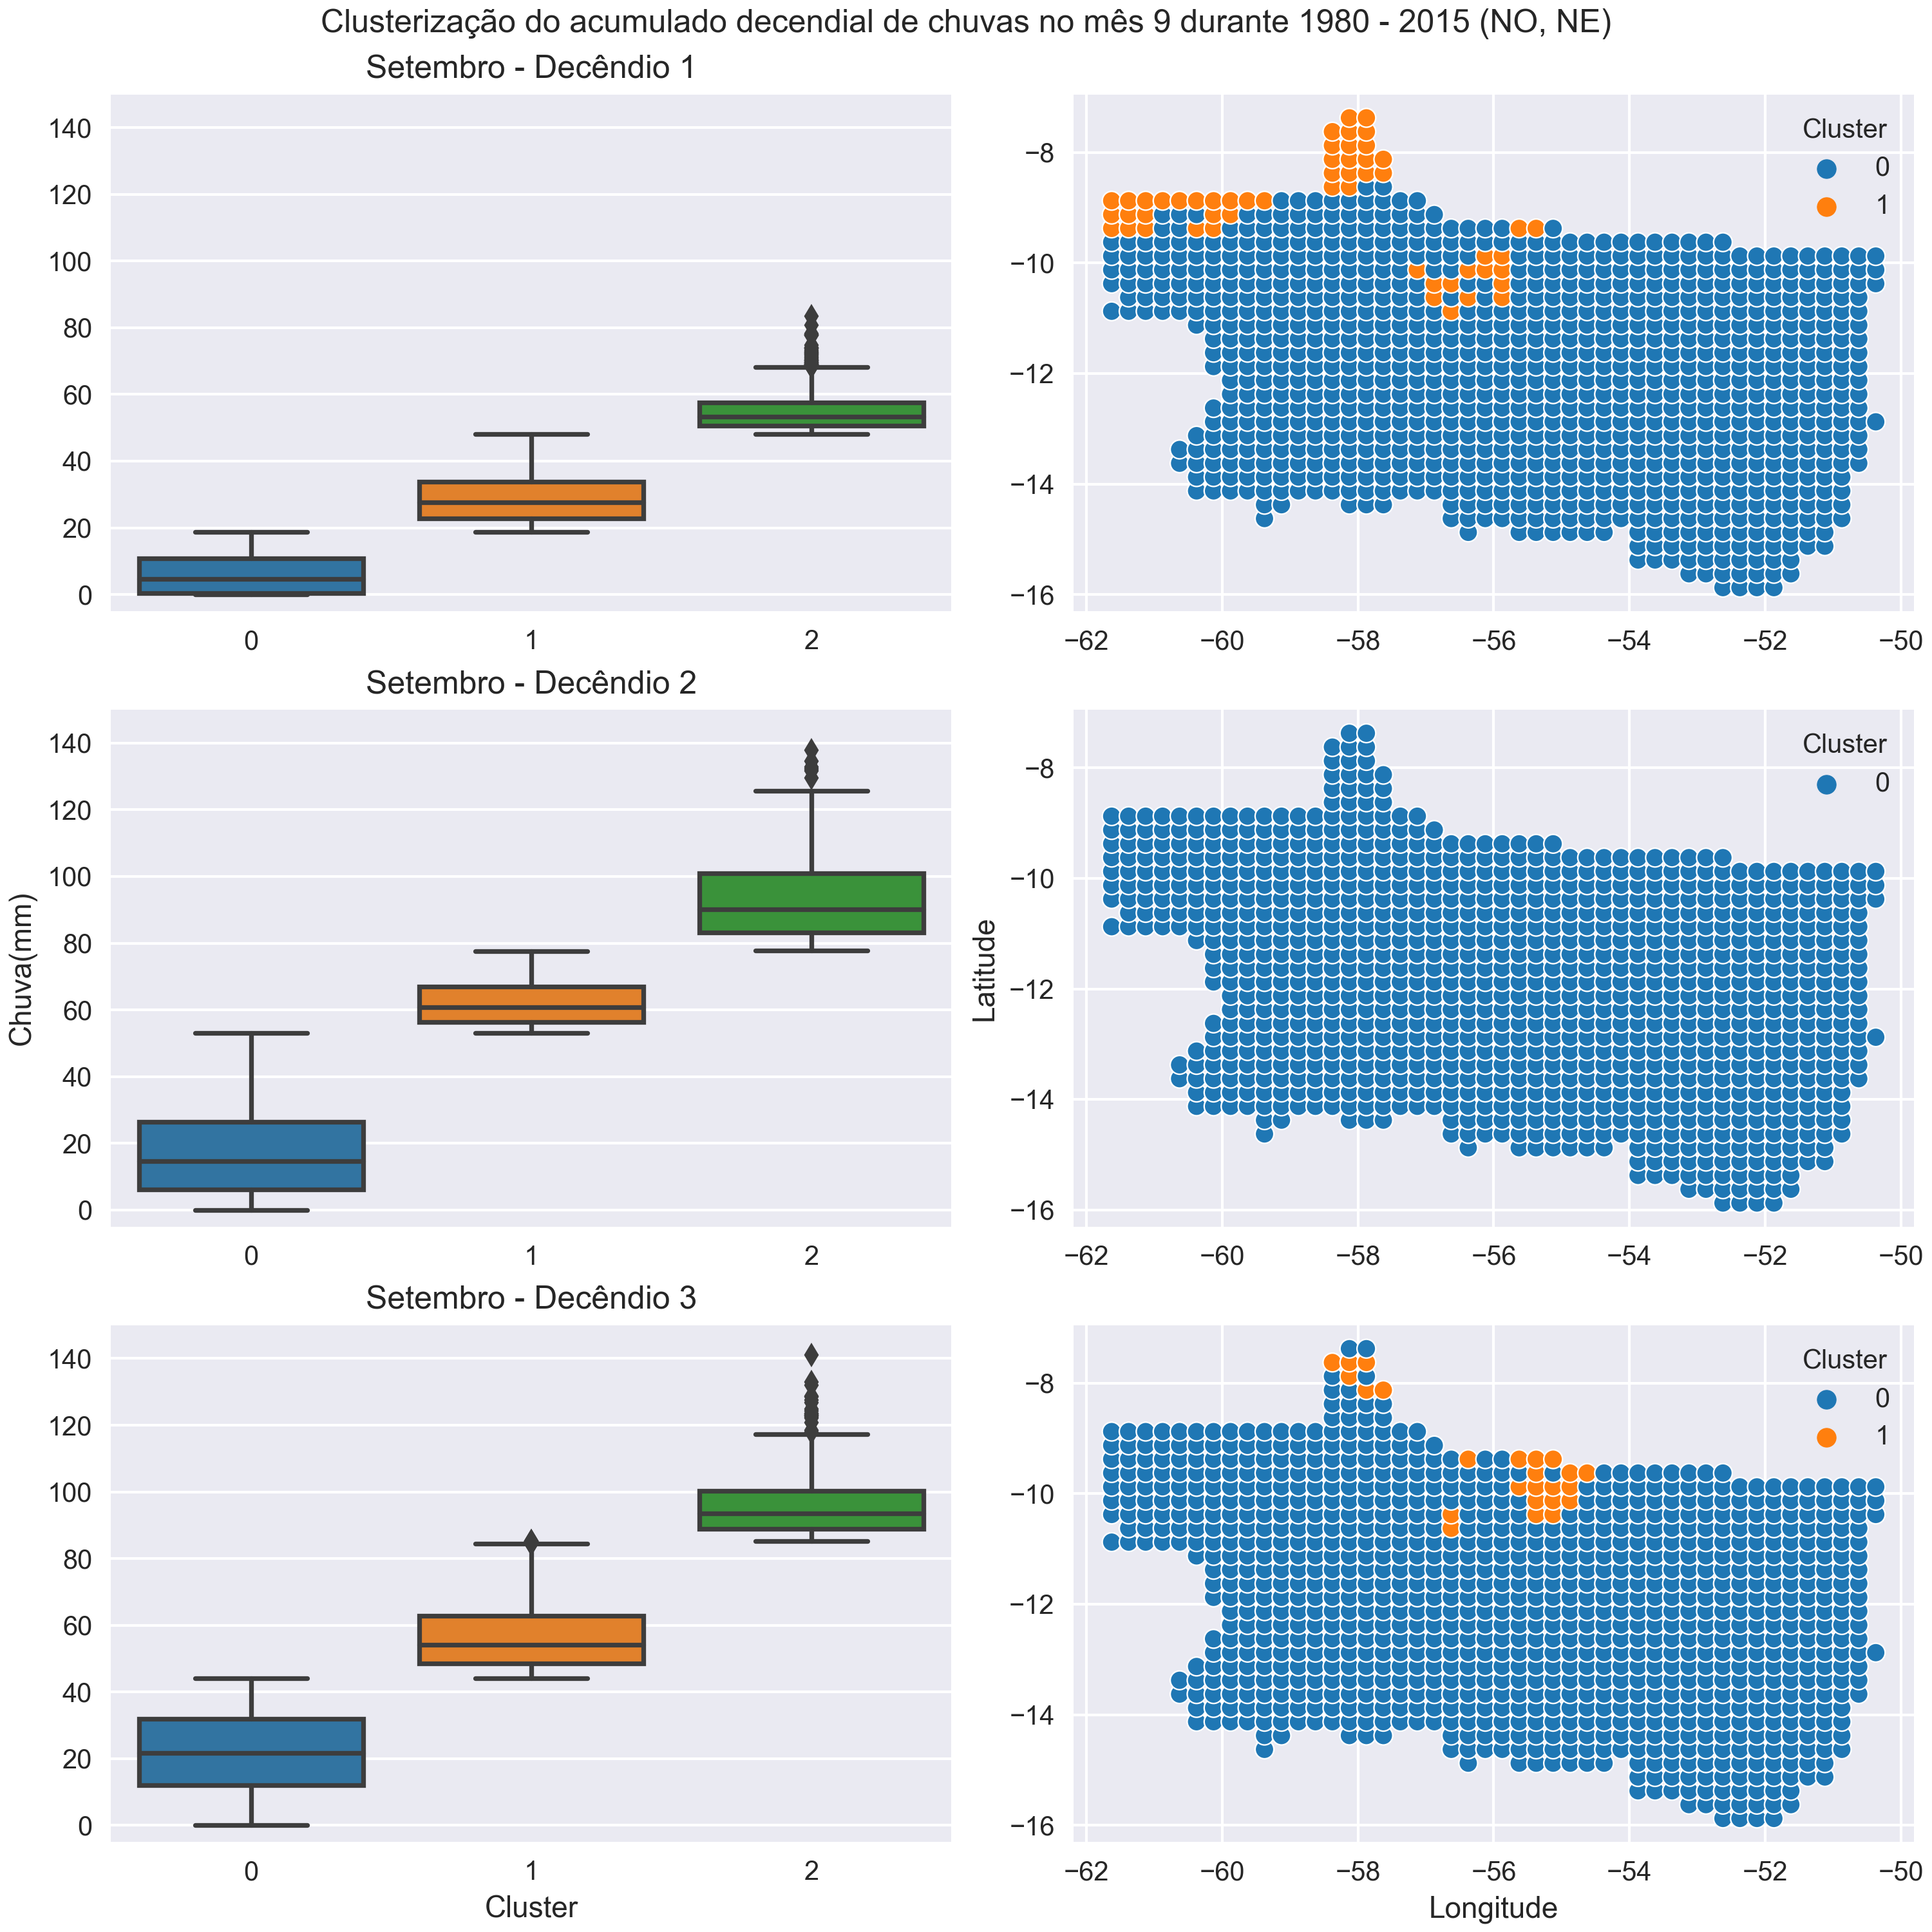 Clusterização do acumulado decendial de chuvas no mês 9 durante 1980 - 2015 (NO, NE)
Setembro - Decêndio 1
140
120
100
80
60
40
20
0
0 1 2
−8
−10
−12
−14
−16
−62 −60 −58 −56 −54 −52 −50
Cluster
0
1
Setembro - Decêndio 2
Chuva(mm)
140
120
100
80
60
40
20
0
0 1 2
Latitude
−8
−10
−12
−14
−16
−62 −60 −58 −56 −54 −52 −50
Cluster
0
Setembro - Decêndio 3
140
120
100
80
60
40
20
0
0 1 2
Cluster
−8
−10
−12
−14
−16
−62 −60 −58 −56 −54 −52 −50
Longitude
Cluster
0
1